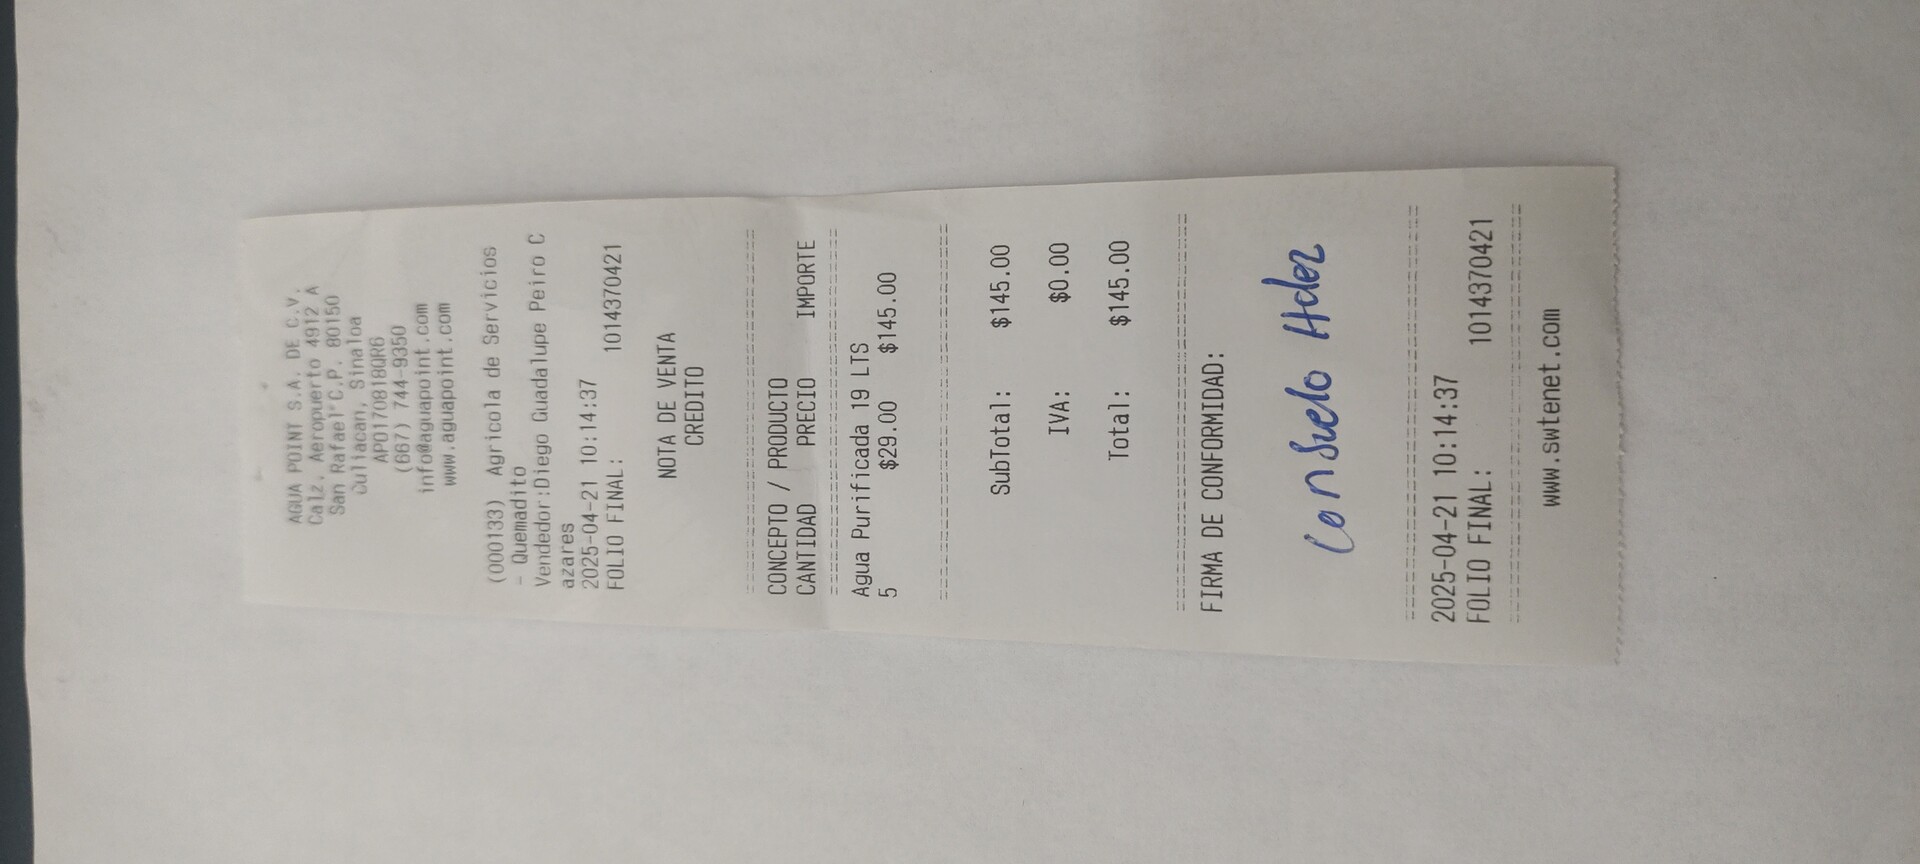 AGUA POINT S.A. DE C.V.
Calz. Aeropuerto 4912 A
San Rafael C.P. 80150
Culiacan, Sinaloa
APO170818QR6
(667) 744-9350
info@aguapoint.com
www.aguapoint.com
(000133) Agricola de Servicios
- Quemadito
Vendedor:Diego Guadalupe Peiro C
azares
2025-04-21 10:14:37
FOLIO FINAL: 1014370421
NOTA DE VENTA
CREDITO
CONCEPTO / PRODUCTO
CANTIDAD PRECIO IMPORTE
Agua Purificada 19 LTS
5 $29.00 $145.00
SubTotal: $145.00
IVA: $0.00
Total: $145.00
FIRMA DE CONFORMIDAD:
Consuelo Hdez
2025-04-21 10:14:37
FOLIO FINAL: 1014370421
www.swtenet.com